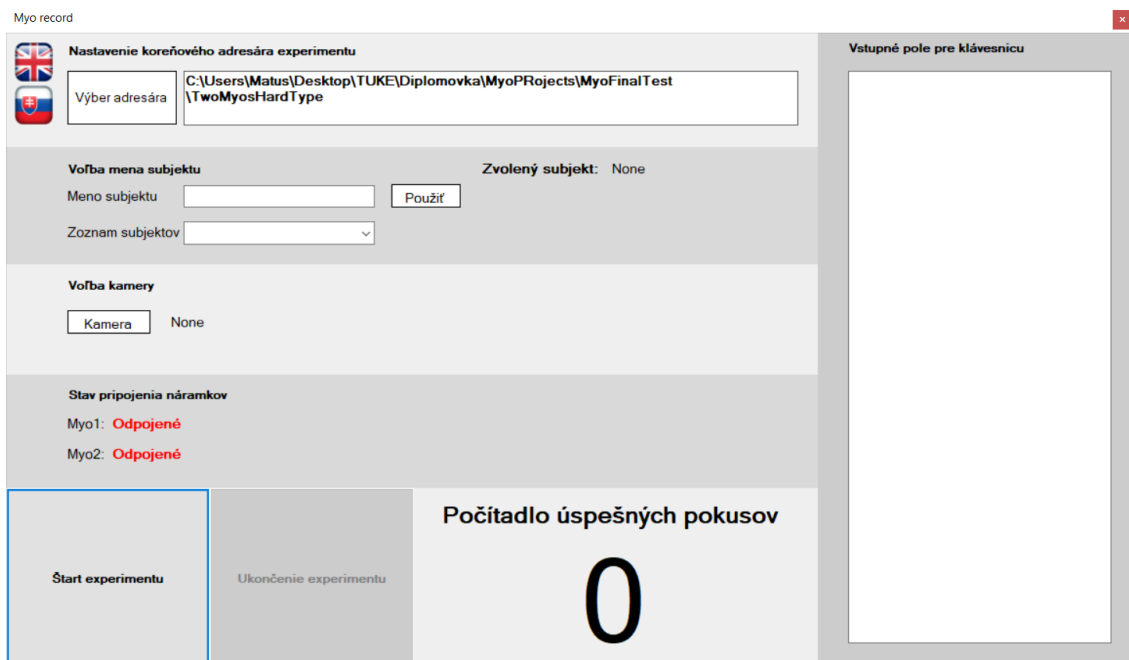 Myo record
Nastavenie koreňového adresára experimentu
Výber adresára
C:\Users\Matus\Desktop\TUKE\Diplomovka\MyoPRojects\MyoFinalTest
\TwoMyosHardType
Voľba mena subjektu
Zvolený subjekt: None
Meno subjektu
Použiť
Zoznam subjektov
Voľba kamery
Kamera
None
Stav pripojenia náramkov
Myo1: Odpojené
Myo2: Odpojené
Štart experimentu
Ukončenie experimentu
Počítadlo úspešných pokusov
0
Vstupné pole pre klávesnicu